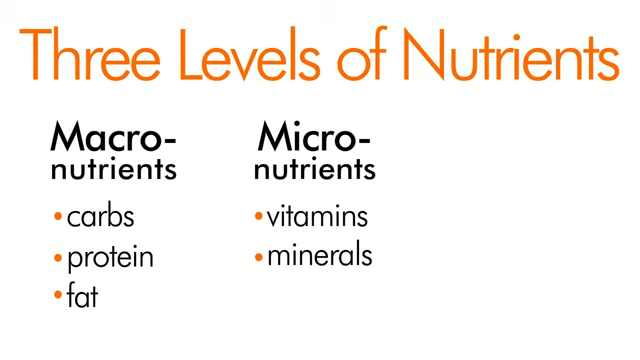 Three Levels of Nutrients
Macro-
nutrients
•carbs
•protein
•fat
Micro-
nutrients
•vitamins
•minerals